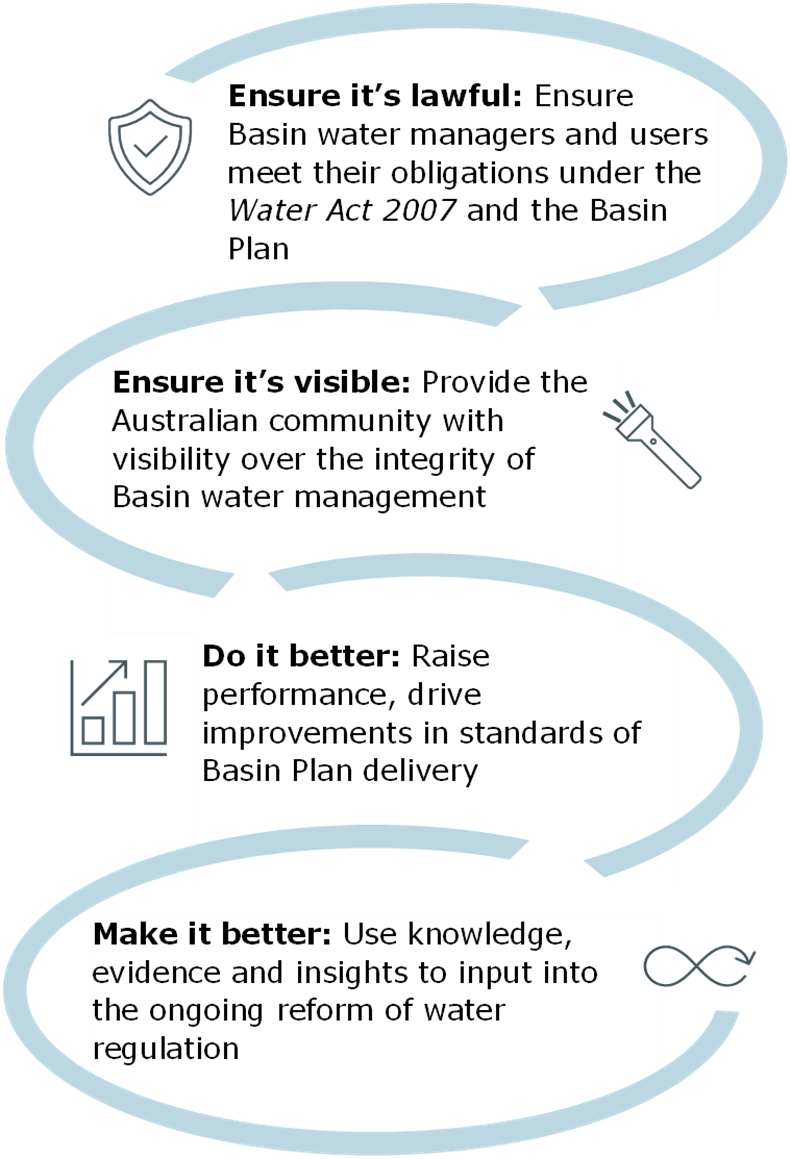 Ensure it’s lawful: Ensure
Basin water managers and users
meet their obligations under the
Water Act 2007 and the Basin
Plan
Ensure it’s visible: Provide the
Australian community with
visibility over the integrity of
Basin water management
Do it better: Raise
performance, drive
improvements in standards of
Basin Plan delivery
Make it better: Use knowledge,
evidence and insights to input into
the ongoing reform of water
regulation